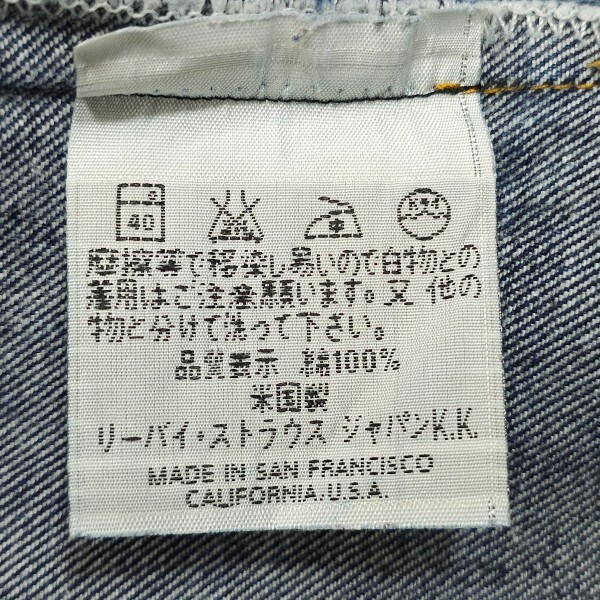 40
摩擦等で移染し易いので白物との
着用はご注意願います。又 他の
物と分けて洗って下さい。
品質表示 綿100%
米国製
リーバイ・ストラウス ジャパンK.K.
MADE IN SAN FRANCISCO
CALIFORNIA.U.S.A.